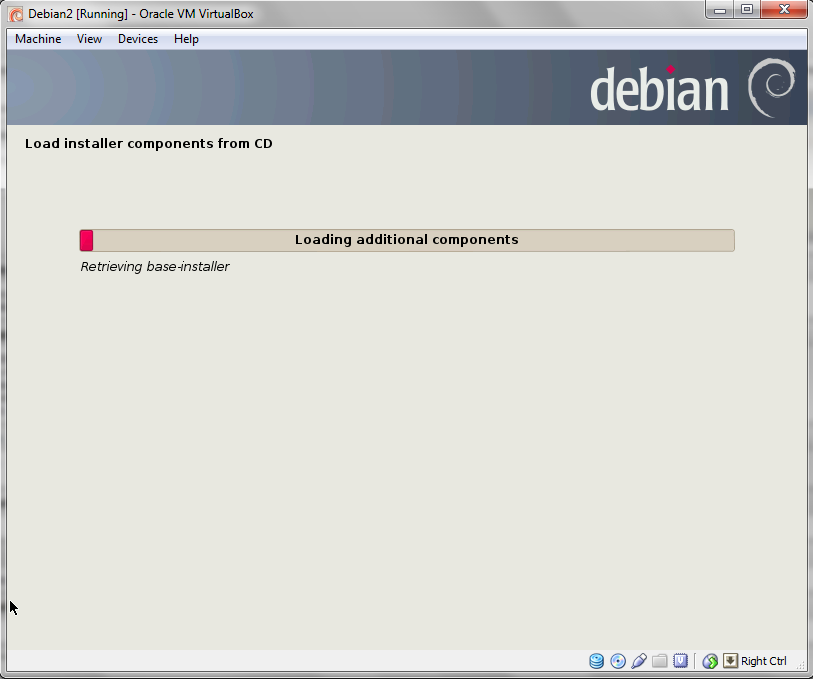 Debian2 [Running] - Oracle VM VirtualBox
Machine View Devices Help
debian
Load installer components from CD
Loading additional components
Retrieving base-installer
Right Ctrl